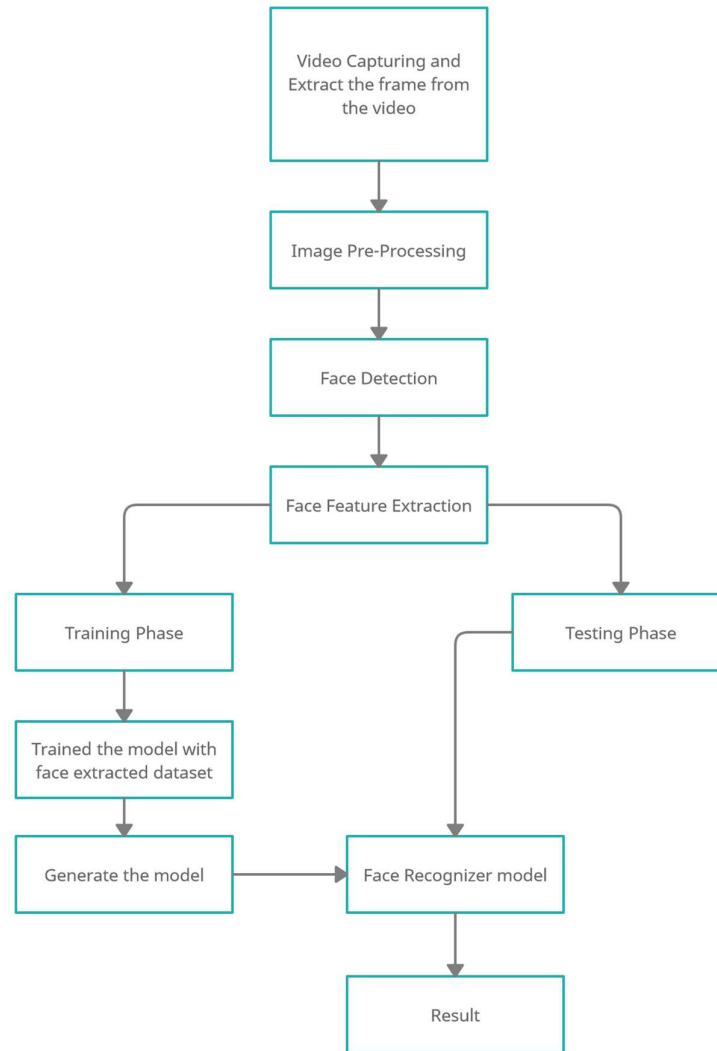 Video Capturing and
Extract the frame from
the video
Image Pre-Processing
Face Detection
Face Feature Extraction
Training Phase
Testing Phase
Trained the model with
face extracted dataset
Generate the model
Face Recognizer model
Result